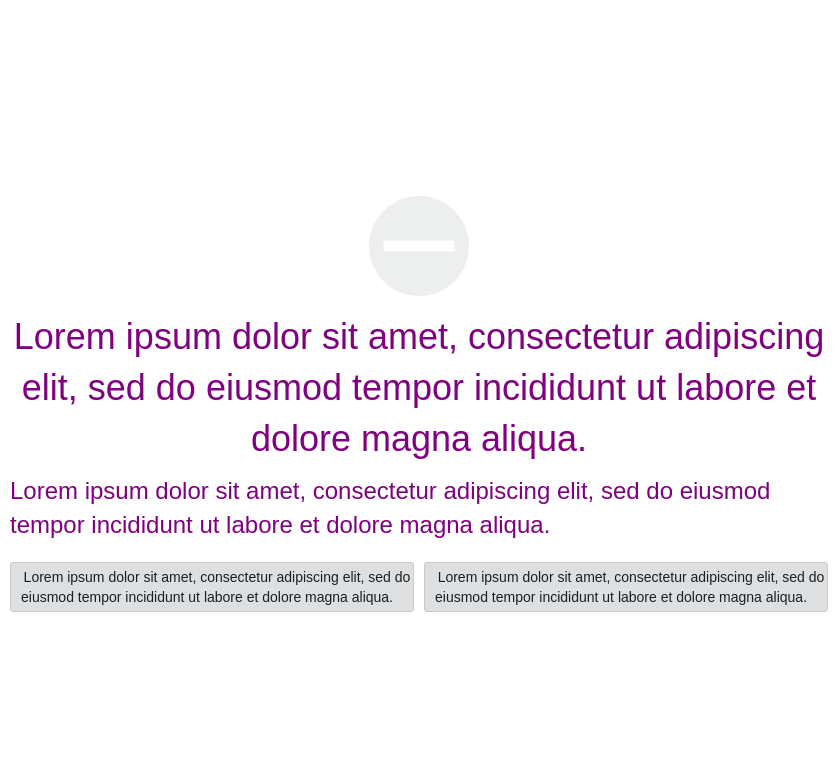 Lorem ipsum dolor sit amet, consectetur adipiscing
elit, sed do eiusmod tempor incididunt ut labore et
dolore magna aliqua.
Lorem ipsum dolor sit amet, consectetur adipiscing elit, sed do eiusmod
tempor incididunt ut labore et dolore magna aliqua.
Lorem ipsum dolor sit amet, consectetur adipiscing elit, sed do
eiusmod tempor incididunt ut labore et dolore magna aliqua.
Lorem ipsum dolor sit amet, consectetur adipiscing elit, sed do
eiusmod tempor incididunt ut labore et dolore magna aliqua.